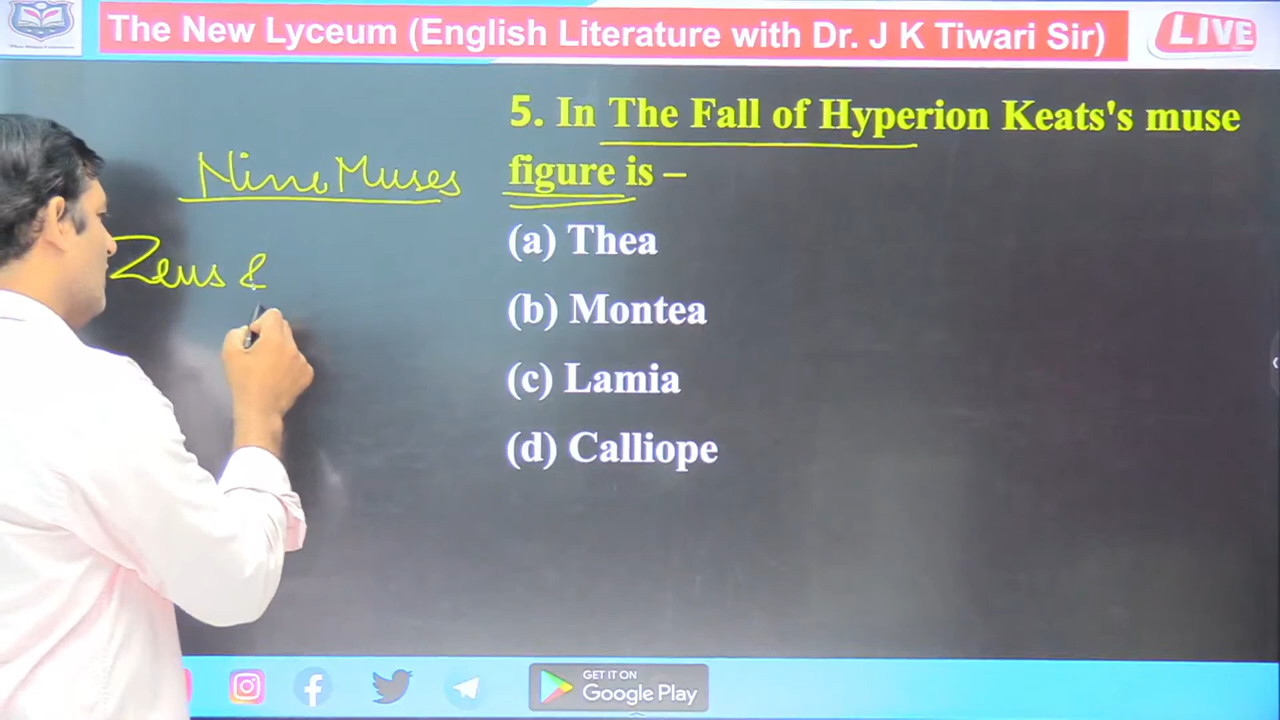 The New Lyceum (English Literature with Dr. J K Tiwari Sir)
LIVE
5. In The Fall of Hyperion Keats's muse
figure is –
(a) Thea
(b) Montea
(c) Lamia
(d) Calliope
Nine Muses
Zeus &
GET IT ON
Google Play